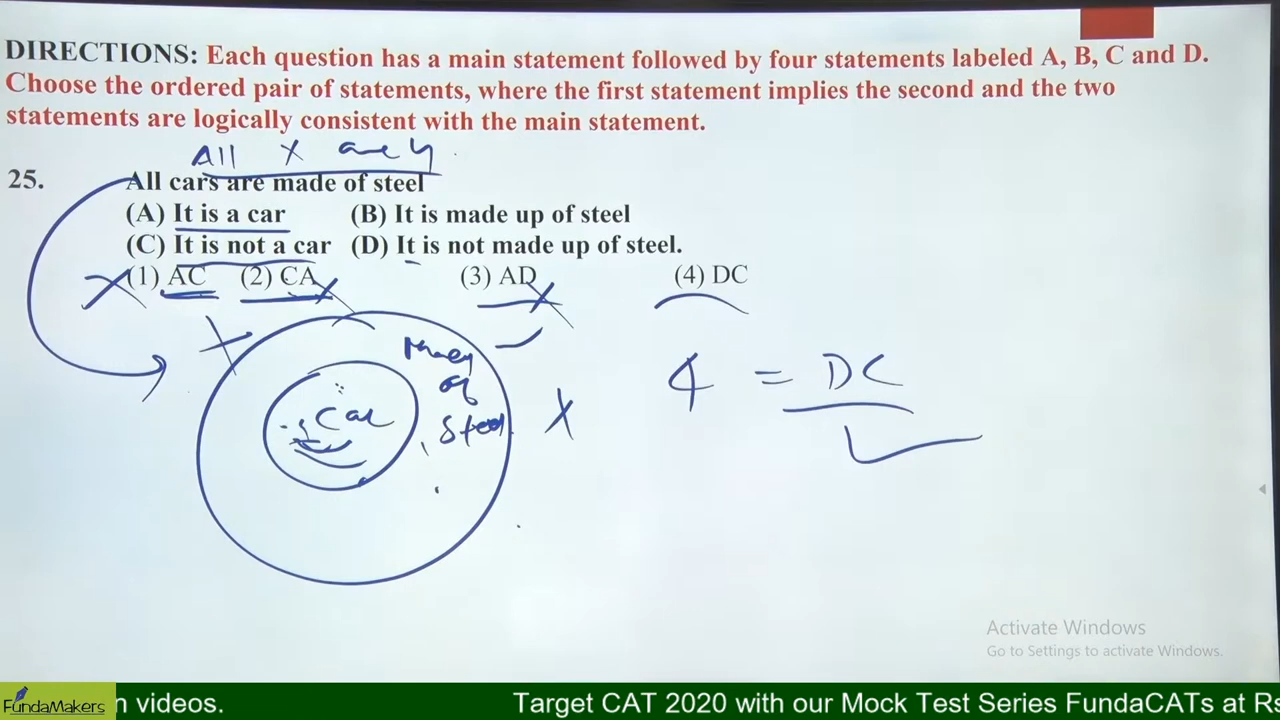 DIRECTIONS: Each question has a main statement followed by four statements labeled A, B, C and D.
Choose the ordered pair of statements, where the first statement implies the second and the two
statements are logically consistent with the main statement.
All X are y
25. All cars are made of steel
(A) It is a car (B) It is made up of steel
(C) It is not a car (D) It is not made up of steel.
(1) AC (2) CA (3) AD (4) DC
Car
of
Steel
4 = DC
Activate Windows
Go to Settings to activate Windows.
FundaMakers
n videos. Target CAT 2020 with our Mock Test Series FundaCATs at Rs